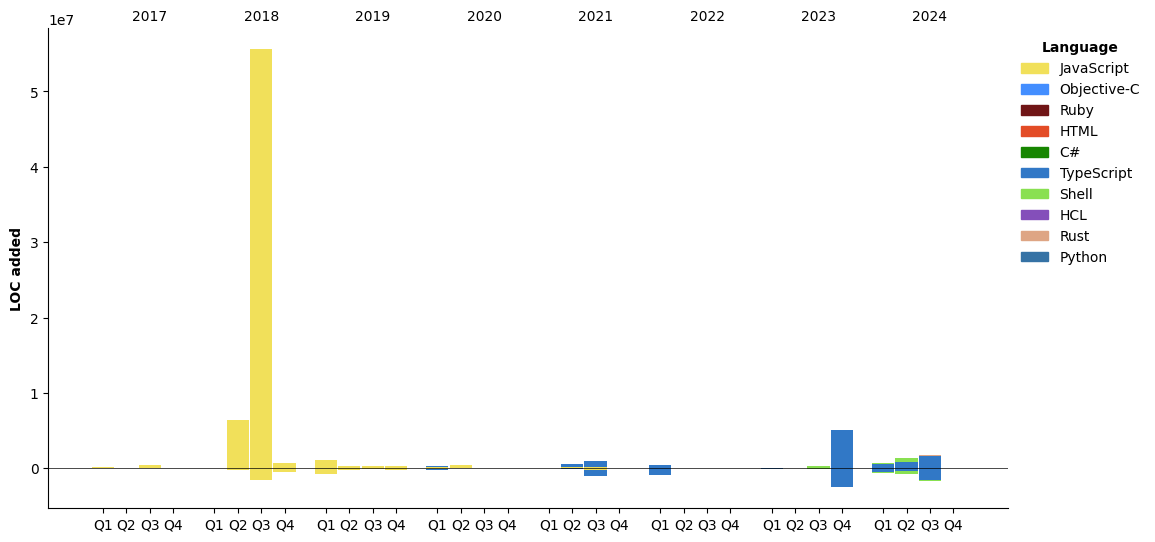 1e7
2017 2018 2019 2020 2021 2022 2023 2024
Language
JavaScript
Objective-C
Ruby
HTML
C#
TypeScript
Shell
HCL
Rust
Python
LOC added
5
4
3
2
1
0
Q1 Q2 Q3 Q4 Q1 Q2 Q3 Q4 Q1 Q2 Q3 Q4 Q1 Q2 Q3 Q4 Q1 Q2 Q3 Q4 Q1 Q2 Q3 Q4 Q1 Q2 Q3 Q4 Q1 Q2 Q3 Q4